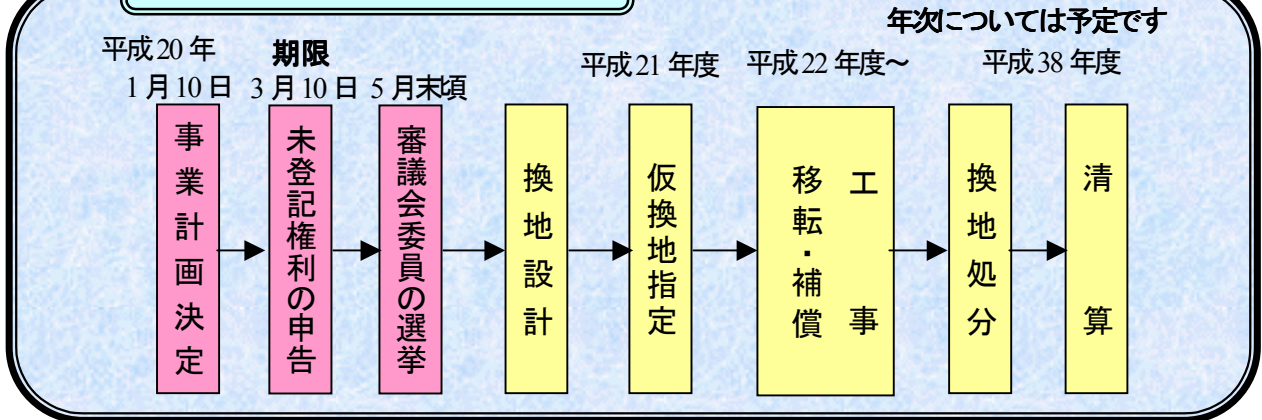 年次については予定です
平成20年 期限 平成21年度 平成22年度～ 平成38年度
1月10日 3月10日 5月末頃
事業計画決定
未登記権利の申告
審議会委員の選挙
換地設計
仮換地指定
工事
移転・補償
換地処分
清算